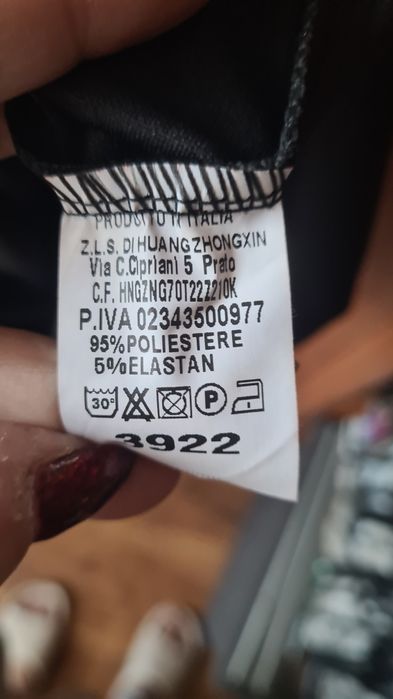 PRODOTTO IN ITALIA
Z.L.S. DI HUANG ZHONGXIN
Via C.Cipriani 5 Prato
C.F. HNGZNG70T22Z210K
P.IVA 02343500977
95%POLIESTERE
5%ELASTAN
30° P
3922